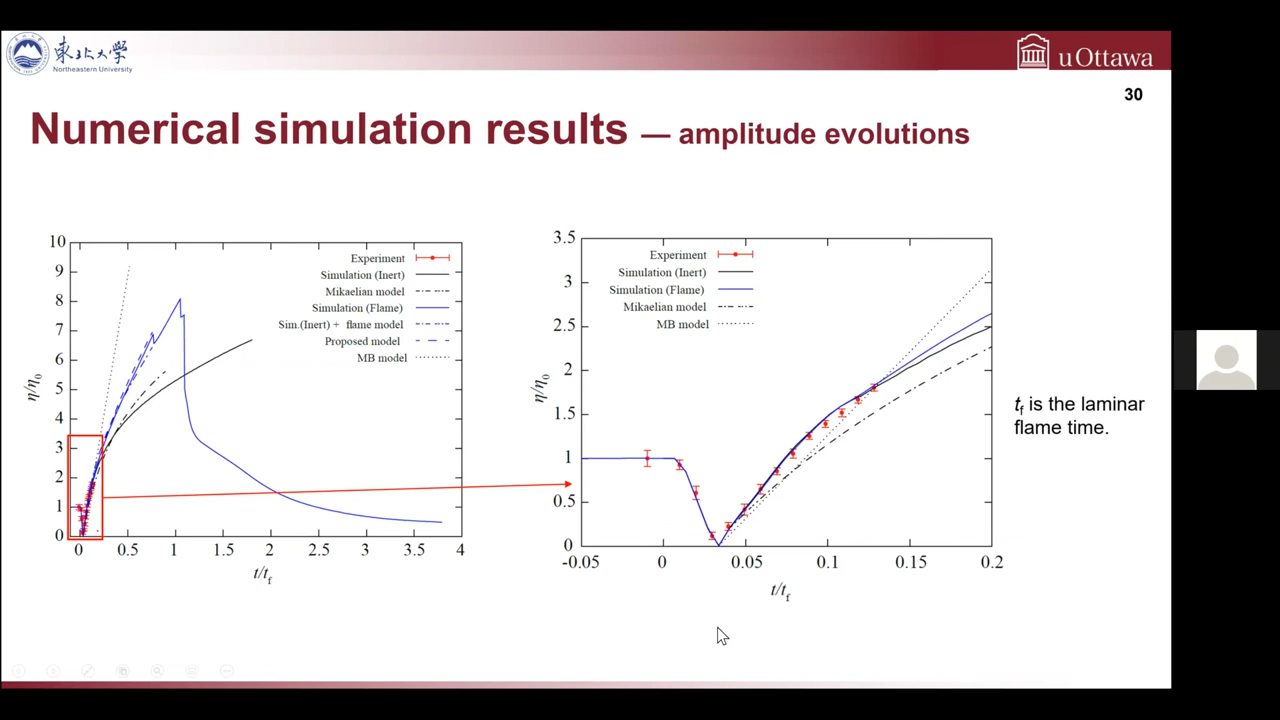 东北大学
Northeastern University
uOttawa
30
Numerical simulation results — amplitude evolutions
10
9
8
7
6
5
4
3
2
1
0
η/η0
Experiment
Simulation (Inert)
Mikaelian model
Simulation (Flame)
Sim.(Inert) + flame model
Proposed model
MB model
0
0.5
1
1.5
2
2.5
3
3.5
4
t/tf
3.5
3
2.5
2
1.5
1
0.5
0
η/η0
Experiment
Simulation (Inert)
Simulation (Flame)
Mikaelian model
MB model
-0.05
0
0.05
0.1
0.15
0.2
t/tf
tf is the laminar
flame time.